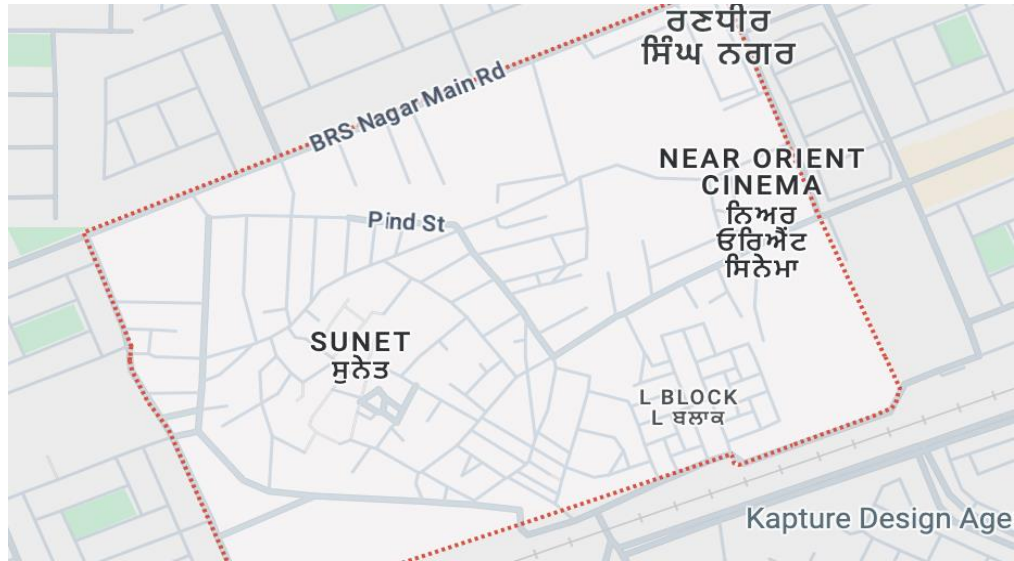 ਰਣਧੀਰ
ਸਿੰਘ ਨਗਰ
BRS Nagar Main Rd
NEAR ORIENT
CINEMA
ਨਿਅਰ
ਓਰਿਐਂਟ
ਸਿਨੇਮਾ
Pind St
SUNET
ਸੁਨੇਤ
L BLOCK
L ਬਲਾਕ
Kapture Design Age